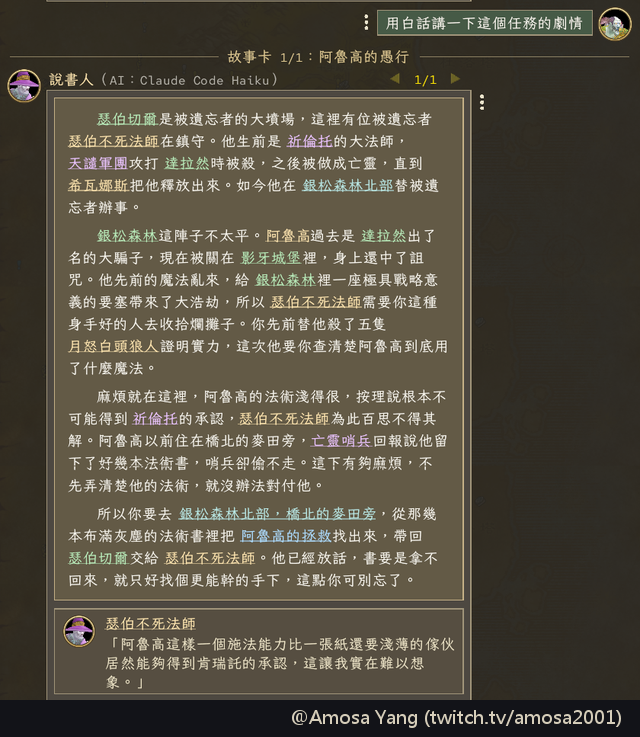 用白話講一下這個任務的劇情
故事卡 1/1：阿魯高的愚行
說書人 (AI：Claude Code Haiku)
1/1
瑟伯切爾是被遺忘者的大墳場，這裡有位被遺忘者
瑟伯不死法師在鎮守。他生前是 祈倫托的大法師，
天譴軍團攻打 達拉然時被殺，之後被做成亡靈，直到
希瓦娜斯把他釋放出來。如今他在 銀松森林北部替被遺
忘者辦事。
銀松森林這陣子不太平。阿魯高過去是 達拉然出了
名的大騙子，現在被關在 影牙城堡裡，身上還中了詛
咒。他先前的魔法亂來，給 銀松森林裡一座極具戰略意
義的要塞帶來了大浩劫，所以 瑟伯不死法師需要你這種
身手好的人去收拾爛攤子。你先前替他殺了五隻
月怒白頭狼人證明實力，這次他要你查清楚阿魯高到底用
了什麼魔法。
麻煩就在這裡，阿魯高的法術淺得很，按理說根本不
可能得到 祈倫托的承認，瑟伯不死法師為此百思不得其
解。阿魯高以前住在橋北的麥田旁，亡靈哨兵回報說他留
下了好幾本法術書，哨兵卻偷不走。這下有夠麻煩，不
先弄清楚他的法術，就沒辦法對付他。
所以你要去 銀松森林北部，橋北的麥田旁，從那幾
本布滿灰塵的法術書裡把 阿魯高的拯救找出來，帶回
瑟伯切爾交給 瑟伯不死法師。他已經放話，書要是拿不
回來，就只好找個更能幹的手下，這點你可別忘了。
瑟伯不死法師
「阿魯高這樣一個施法能力比一張紙還要淺薄的傢伙
居然能夠得到肯瑞託的承認，這讓我實在難以想
象。」
@Amosa Yang (twitch.tv/amosa2001)